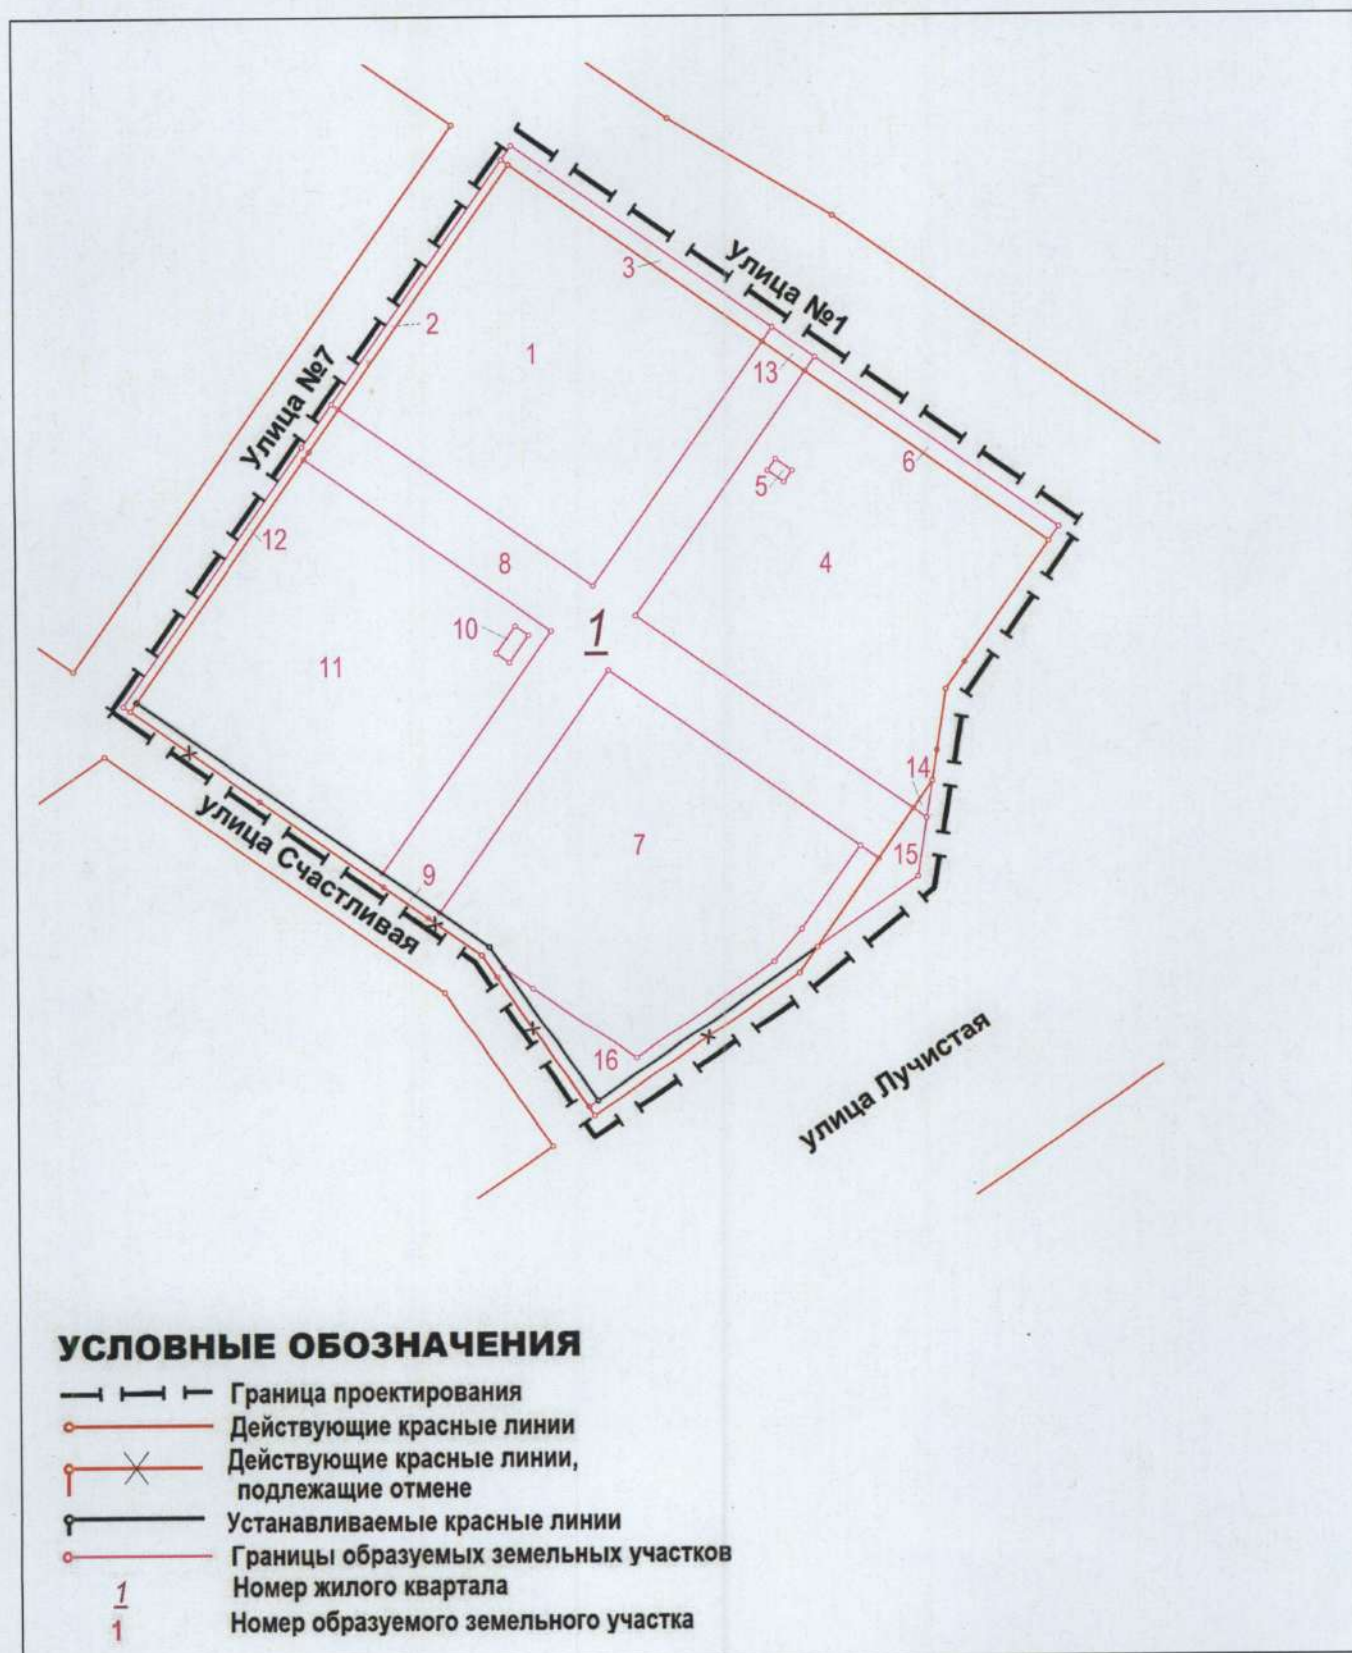 Улица №1
3
2
1
13
Улица №7
6
5
12
8
4
10
1
11
14
7
15
9
улица Счастливая
16
улица Лучистая
УСЛОВНЫЕ ОБОЗНАЧЕНИЯ
Граница проектирования
Действующие красные линии
Действующие красные линии,
подлежащие отмене
Устанавливаемые красные линии
Границы образуемых земельных участков
1 Номер жилого квартала
1 Номер образуемого земельного участка